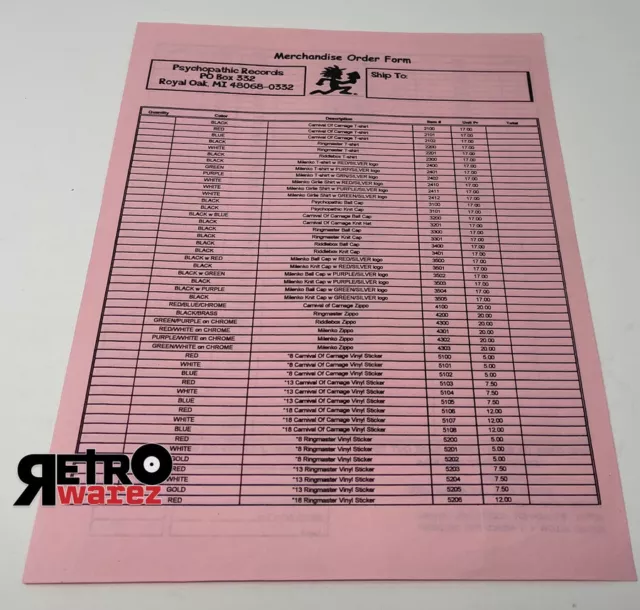 Merchandise Order Form
Psychopathic Records
PO Box 332
Royal Oak, MI 48068-0332
Ship To:
Quantity Color Description Item # Unit Pr Total
BLACK Carnival Of Carnage T-shirt 2100 17.00
RED Carnival Of Carnage T-shirt 2101 17.00
BLUE Carnival Of Carnage T-shirt 2102 17.00
BLACK Ringmaster T-shirt 2200 17.00
WHITE Ringmaster T-shirt 2201 17.00
BLACK Riddlebox T-shirt 2300 17.00
BLACK Milenko T-shirt w RED/SILVER logo 2400 17.00
GREEN Milenko T-shirt w PURP/SILVER logo 2401 17.00
PURPLE Milenko T-shirt w GRN/SILVER logo 2402 17.00
WHITE Milenko Girlie Shirt w RED/SILVER logo 2410 17.00
WHITE Milenko Girlie Shirt w PURPLE/SILVER logo 2411 17.00
WHITE Milenko Girlie Shirt w GREEN/SILVER logo 2412 17.00
BLACK Psychopathic Ball Cap 3100 17.00
BLACK Psychopathic Knit Cap 3101 17.00
BLACK w BLUE Carnival Of Carnage Ball Cap 3200 17.00
BLACK Carnival Of Carnage Knit Hat 3201 17.00
BLACK Ringmaster Ball Cap 3300 17.00
BLACK Ringmaster Knit Cap 3301 17.00
BLACK Riddlebox Ball Cap 3400 17.00
BLACK Riddlebox Knit Cap 3401 17.00
BLACK w RED Milenko Ball Cap w RED/SILVER logo 3500 17.00
BLACK Milenko Knit Cap w RED/SILVER logo 3501 17.00
BLACK w GREEN Milenko Ball Cap w PURPLE/SILVER logo 3502 17.00
BLACK Milenko Knit Cap w PURPLE/SILVER logo 3503 17.00
BLACK w PURPLE Milenko Ball Cap w GREEN/SILVER logo 3504 17.00
BLACK Milenko Knit Cap w GREEN/SILVER logo 3505 17.00
RED/BLUE/CHROME Carnival of Carnage Zippo 4100 20.00
BLACK/BRASS Ringmaster Zippo 4200 20.00
GREEN/PURPLE on CHROME Riddlebox Zippo 4300 20.00
RED/WHITE on CHROME Milenko Zippo 4301 20.00
PURPLE/WHITE on CHROME Milenko Zippo 4302 20.00
GREEN/WHITE on CHROME Milenko Zippo 4303 20.00
RED "8 Carnival Of Carnage Vinyl Sticker 5100 5.00
WHITE "8 Carnival Of Carnage Vinyl Sticker 5101 5.00
BLUE "8 Carnival Of Carnage Vinyl Sticker 5102 5.00
RED "13 Carnival Of Carnage Vinyl Sticker 5103 7.50
WHITE "13 Carnival Of Carnage Vinyl Sticker 5104 7.50
BLUE "13 Carnival Of Carnage Vinyl Sticker 5105 7.50
RED "18 Carnival Of Carnage Vinyl Sticker 5106 12.00
WHITE "18 Carnival Of Carnage Vinyl Sticker 5107 12.00
BLUE "18 Carnival Of Carnage Vinyl Sticker 5108 12.00
RED "8 Ringmaster Vinyl Sticker 5200 5.00
WHITE "8 Ringmaster Vinyl Sticker 5201 5.00
GOLD "8 Ringmaster Vinyl Sticker 5202 5.00
RED "13 Ringmaster Vinyl Sticker 5203 7.50
WHITE "13 Ringmaster Vinyl Sticker 5204 7.50
GOLD "13 Ringmaster Vinyl Sticker 5205 7.50
RED "18 Ringmaster Vinyl Sticker 5206 12.00
RETRO
warez